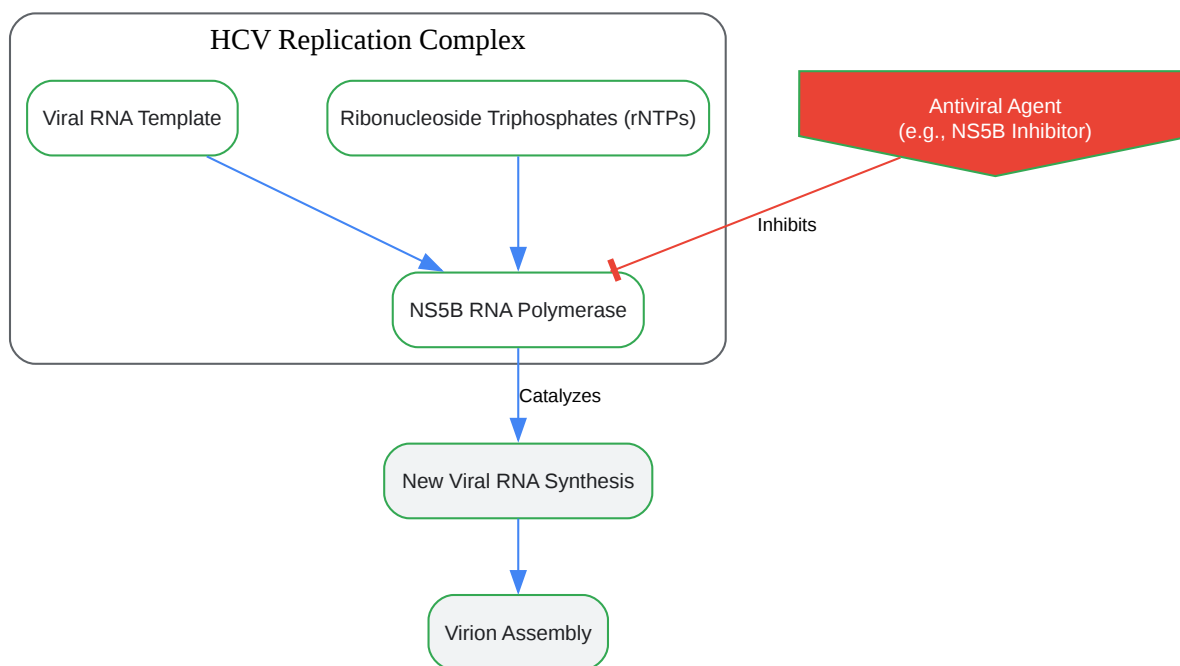 HCV Replication Complex
Viral RNA Template
Ribonucleoside Triphosphates (rNTPs)
Antiviral Agent
(e.g., NS5B Inhibitor)
Inhibits
NS5B RNA Polymerase
Catalyzes
New Viral RNA Synthesis
Virion Assembly